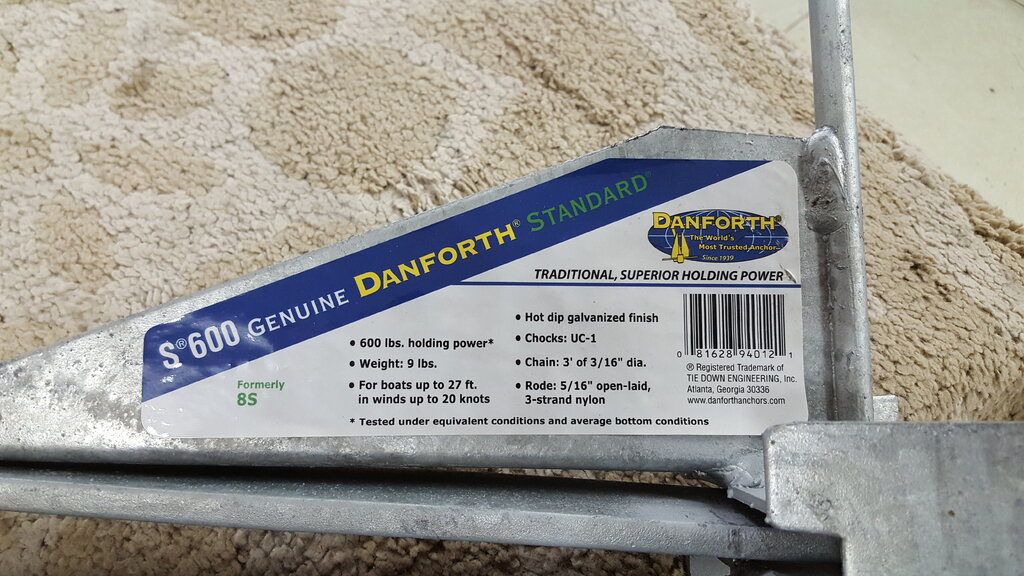 S®600 GENUINE DANFORTH® STANDARD®
DANFORTH®
The World's
Most Trusted Anchor
Since 1939
TRADITIONAL, SUPERIOR HOLDING POWER
Formerly
8S
• 600 lbs. holding power*
• Weight: 9 lbs.
• For boats up to 27 ft.
in winds up to 20 knots
• Hot dip galvanized finish
• Chocks: UC-1
• Chain: 3' of 3/16" dia.
• Rode: 5/16" open-laid,
3-strand nylon
0 81628 94012 1
® Registered Trademark of
TIE DOWN ENGINEERING, Inc.
Atlanta, Georgia 30336
www.danforthanchors.com
* Tested under equivalent conditions and average bottom conditions